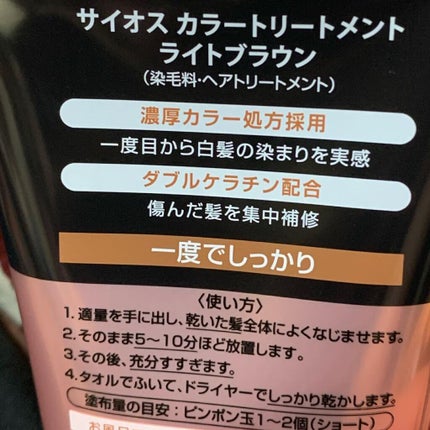 サイオス カラートリートメント
ライトブラウン
(染毛料・ヘアトリートメント)
濃厚カラー処方採用
一度目から白髪の染まりを実感
ダブルケラチン配合
傷んだ髪を集中補修
一度でしっかり
〈使い方〉
1. 適量を手に出し、乾いた髪全体によくなじませます。
2. そのまま5〜10分ほど放置します。
3. その後、充分すすぎます。
4. タオルでふいて、ドライヤーでしっかり乾かします。
塗布量の目安：ピンポン玉1〜2個(ショート)